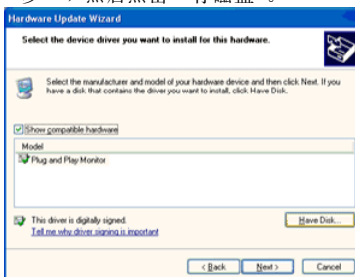 Hardware Update Wizard
Select the device driver you want to install for this hardware.
Select the manufacturer and model of your hardware device and then click Next. If you
have a disk that contains the driver you want to install, click Have Disk.
Show compatible hardware
Model
Plug and Play Monitor
This driver is digitally signed.
Tell me why driver signing is important
Have Disk...
< Back
Next >
Cancel